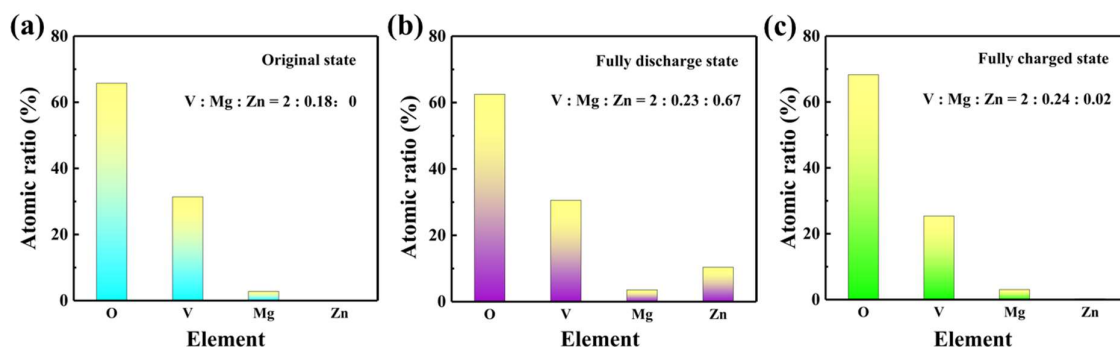 (a)
80
60
40
20
0
Atomic ratio (%)
Original state
V : Mg : Zn = 2 : 0.18： 0
O V Mg Zn
Element
(b)
80
60
40
20
0
Atomic ratio (%)
Fully discharge state
V : Mg : Zn = 2 : 0.23 : 0.67
O V Mg Zn
Element
(c)
80
60
40
20
0
Atomic ratio (%)
Fully charged state
V : Mg : Zn = 2 : 0.24 : 0.02
O V Mg Zn
Element